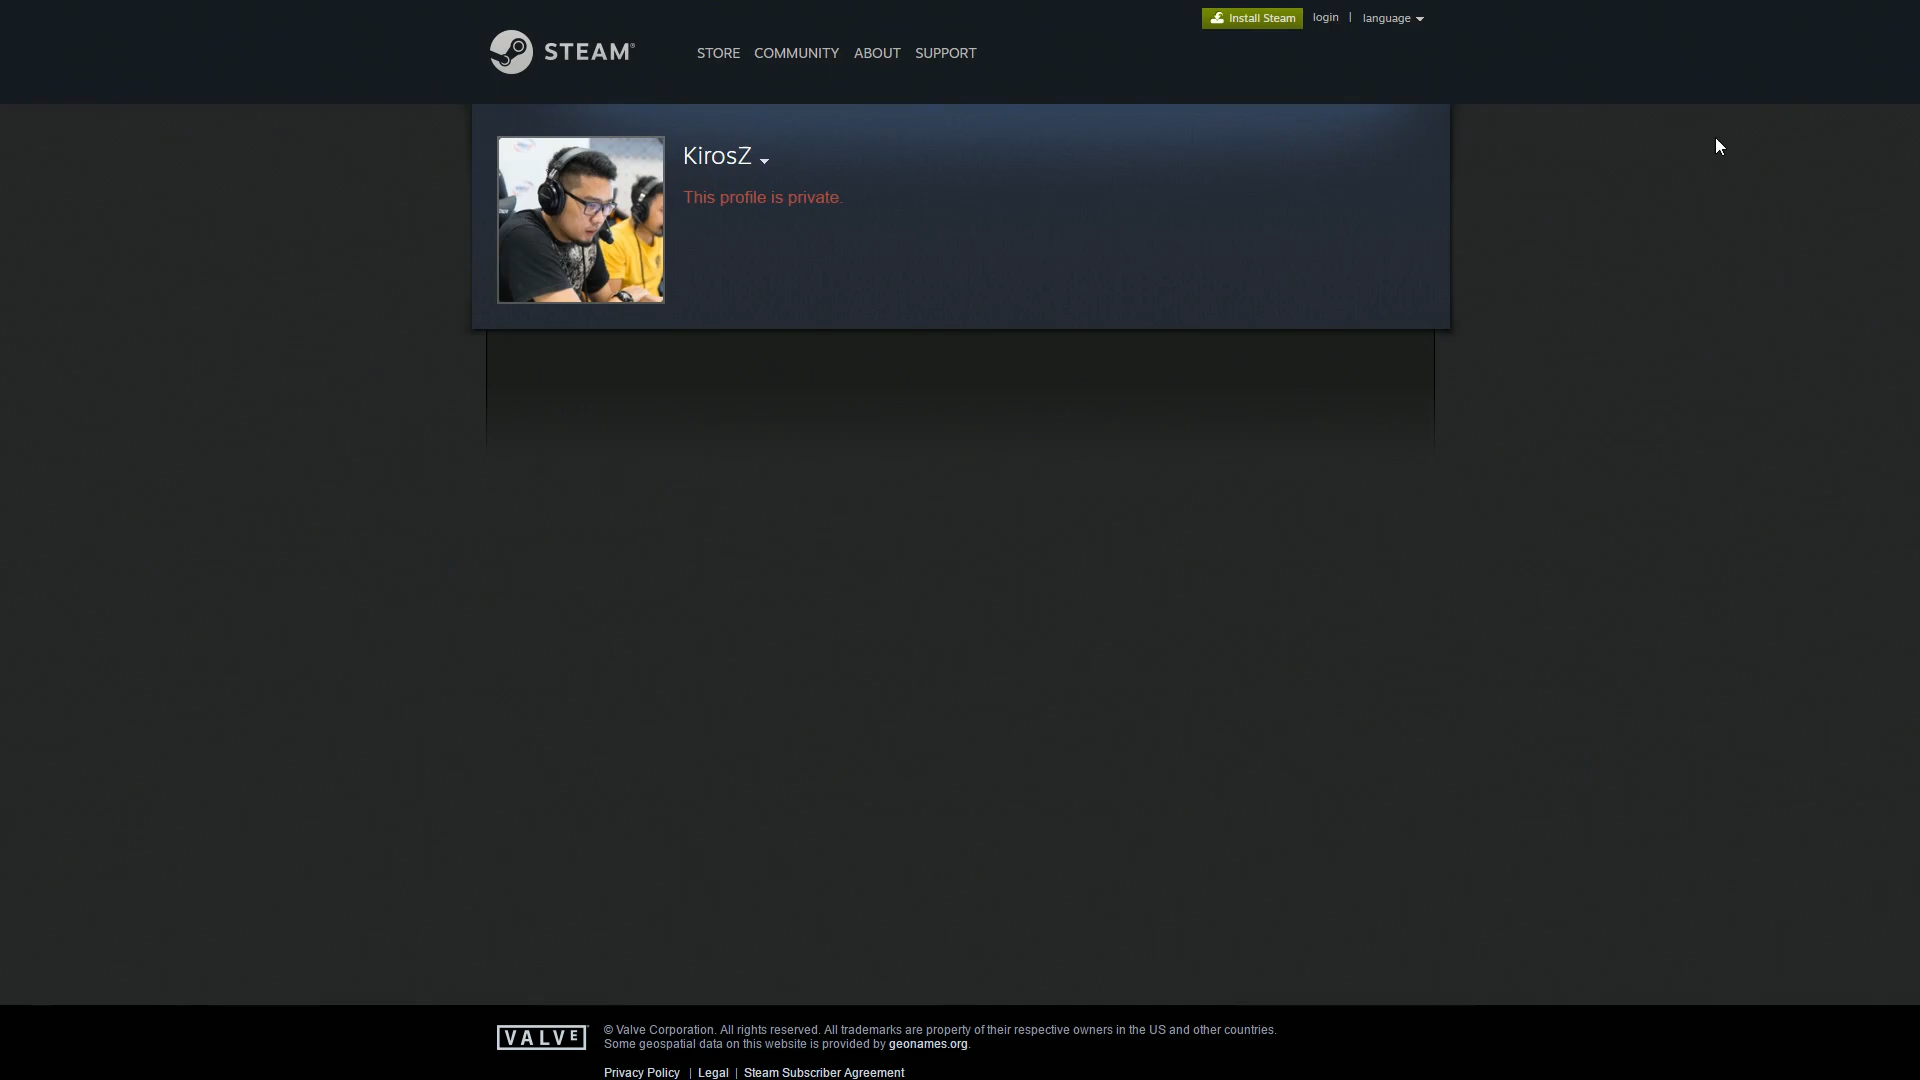 Install Steam login | language
STEAM®
STORE COMMUNITY ABOUT SUPPORT
KirosZ
This profile is private.
VALVE
© Valve Corporation. All rights reserved. All trademarks are property of their respective owners in the US and other countries.
Some geospatial data on this website is provided by geonames.org.
Privacy Policy | Legal | Steam Subscriber Agreement